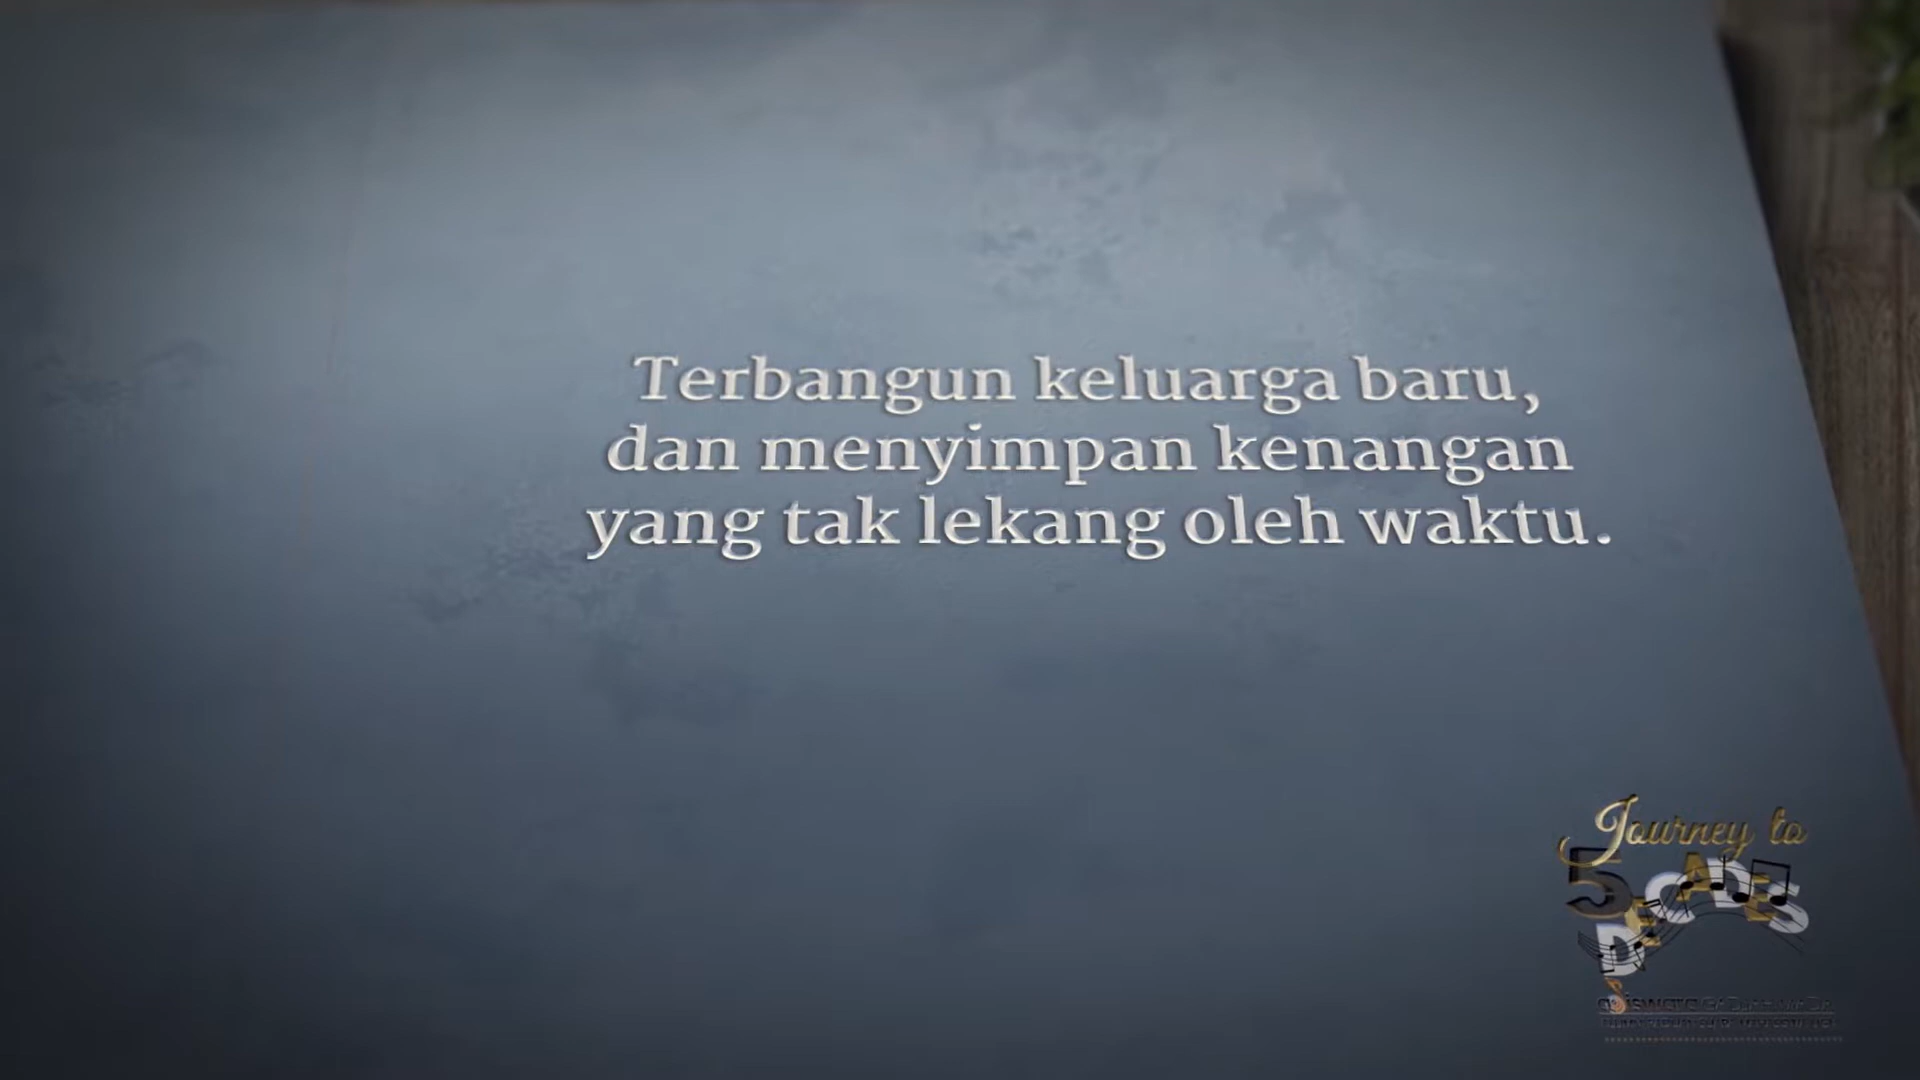 Terbangun keluarga baru,
dan menyimpan kenangan
yang tak lekang oleh waktu.
Journey to
5 DECADES